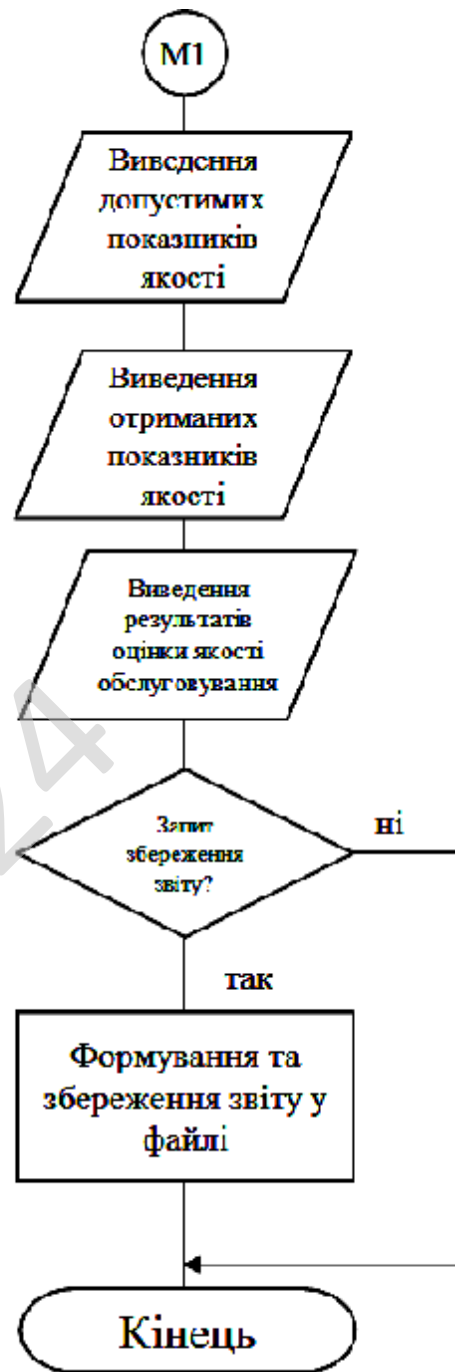 М1
Виведення
допустимих
показників
якості
Виведення
отриманих
показників
якості
Виведення
результатів
оцінки якості
обслуговування
Запит
збереження
звіту?
ні
так
Формування та
збереження звіту у
файлі
Кінець
24